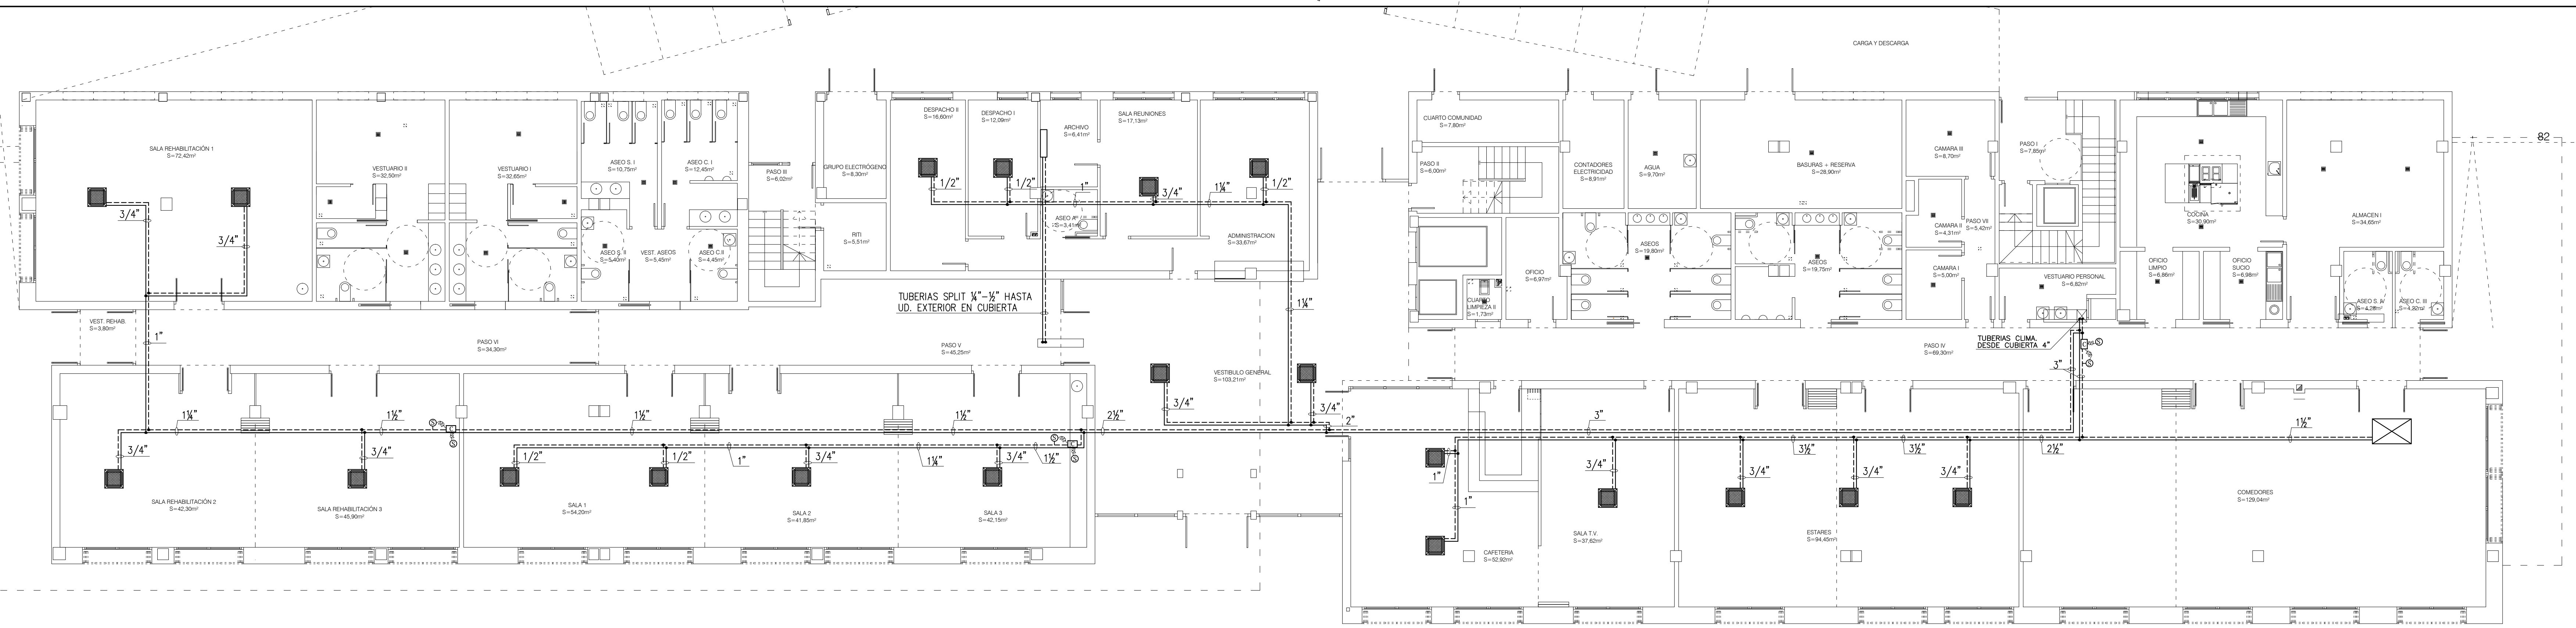 CARGA Y DESCARGA
82
SALA REHABILITACIÓN 1
S=72,42m²
VESTUARIO II
S=32,50m²
VESTUARIO I
S=32,65m²
ASEO S. I
S=10,75m²
ASEO C. I
S=12,45m²
PASO III
S=6,02m²
GRUPO ELECTRÓGENO
S=8,30m²
DESPACHO II
S=16,60m²
DESPACHO I
S=12,09m²
ARCHIVO
S=6,41m²
SALA REUNIONES
S=17,13m²
CUARTO COMUNIDAD
S=7,80m²
PASO II
S=6,00m²
CONTADORES
ELECTRICIDAD
S=8,91m²
AGUA
S=9,70m²
BASURAS + RESERVA
S=28,90m²
CAMARA III
S=8,70m²
PASO I
S=7,85m²
3/4"
3/4"
1/2"
1/2"
1"
3/4"
1¼"
1/2"
ASEO S. II
S=5,40m²
VEST. ASEOS
S=5,45m²
ASEO C.II
S=4,45m²
RITI
S=5,51m²
ASEO A.
S=3,41m²
ADMINISTRACION
S=33,67m²
OFICIO
S=6,97m²
ASEOS
S=19,80m²
ASEOS
S=19,75m²
CAMARA II
S=4,31m²
PASO VII
S=5,42m²
CAMARA I
S=5,00m²
COCINA
S=30,90m²
ALMACEN I
S=34,65m²
VESTUARIO PERSONAL
S=6,82m²
OFICIO
LIMPIO
S=6,86m²
OFICIO
SUCIO
S=6,98m²
CUARTO
LIMPIEZA II
S=1,73m²
ASEO S. IV
S=4,28m²
ASEO C. III
S=4,92m²
TUBERIAS SPLIT ¼"-½" HASTA
UD. EXTERIOR EN CUBIERTA
1¼"
VEST. REHAB.
S=3,80m²
1"
PASO VI
S=34,30m²
PASO V
S=45,25m²
TUBERIAS CLIMA.
DESDE CUBIERTA 4"
PASO IV
S=69,30m²
C
S
S
3"
VESTIBULO GENERAL
S=103,21m²
3/4"
3/4"
2"
1¼"
1½"
1½"
1½"
2½"
3"
1½"
S
C
S
S
C
S
3/4"
3/4"
1/2"
1/2"
1"
3/4"
1¼"
3/4"
1½"
1"
1"
3/4"
3/4"
3½"
3/4"
3½"
3/4"
2½"
SALA REHABILITACIÓN 2
S=42,30m²
SALA REHABILITACIÓN 3
S=45,90m²
SALA 1
S=54,20m²
SALA 2
S=41,85m²
SALA 3
S=42,15m²
CAFETERIA
S=52,92m²
SALA T.V.
S=37,62m²
ESTARES
S=94,45m²
COMEDORES
S=129,04m²